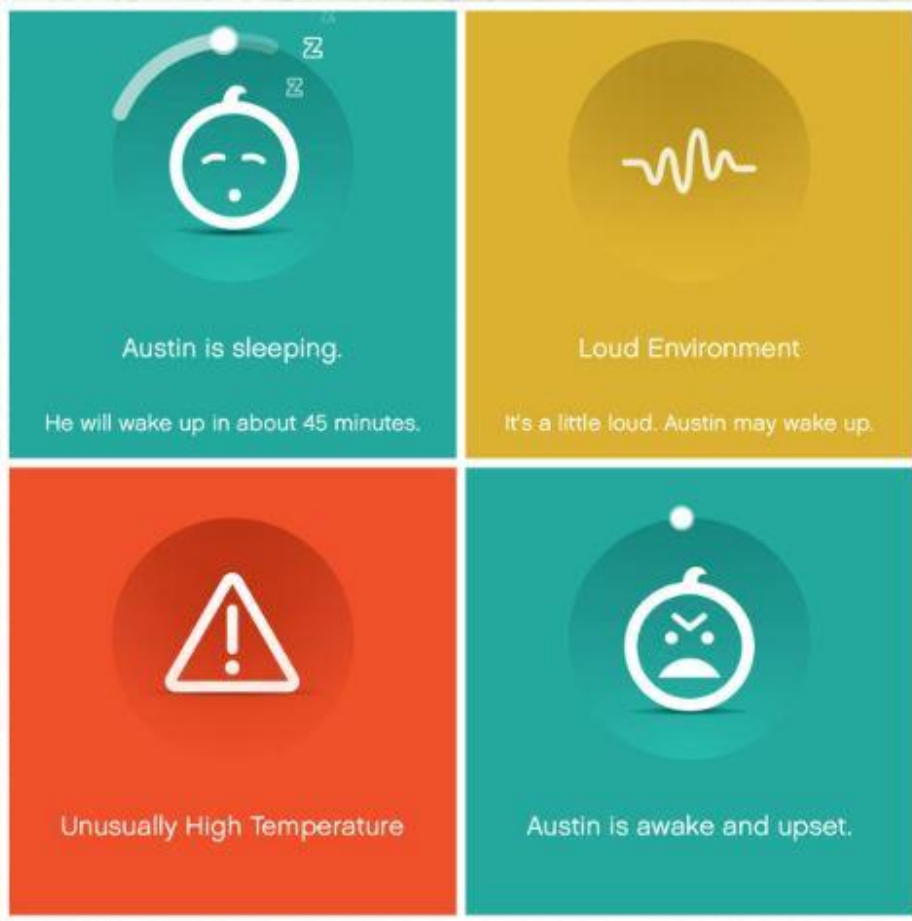 z
z
z
Austin is sleeping.
He will wake up in about 45 minutes.
Loud Environment
It's a little loud. Austin may wake up.
Unusually High Temperature
Austin is awake and upset.